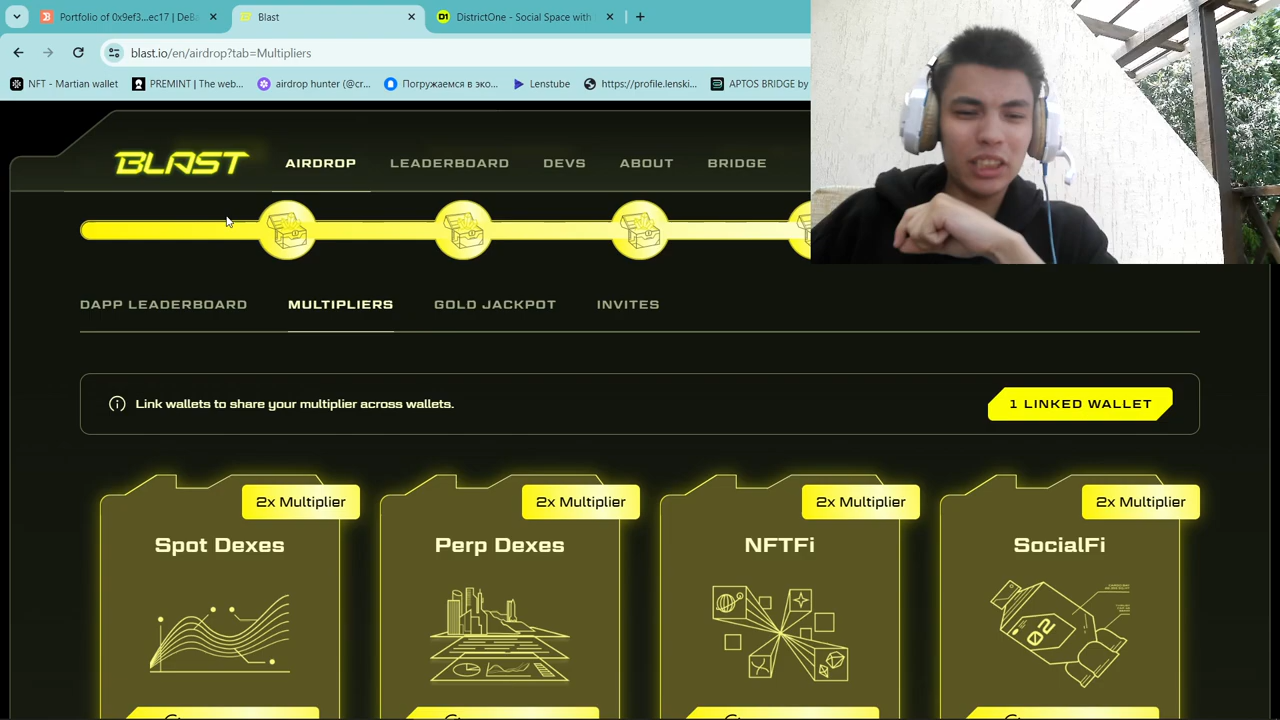 Portfolio of 0x9ef3...ec17 | DeB
Blast
DistrictOne - Social Space with
blast.io/en/airdrop?tab=Multipliers
NFT - Martian wallet
PREMINT | The web...
airdrop hunter (@cr...
Погружаемся в эко...
Lenstube
https://profile.lenski...
APTOS BRIDGE by
BLAST
AIRDROP
LEADERBOARD
DEVS
ABOUT
BRIDGE
DAPP LEADERBOARD
MULTIPLIERS
GOLD JACKPOT
INVITES
Link wallets to share your multiplier across wallets.
1 LINKED WALLET
2x Multiplier
Spot Dexes
2x Multiplier
Perp Dexes
2x Multiplier
NFTFi
2x Multiplier
SocialFi
02